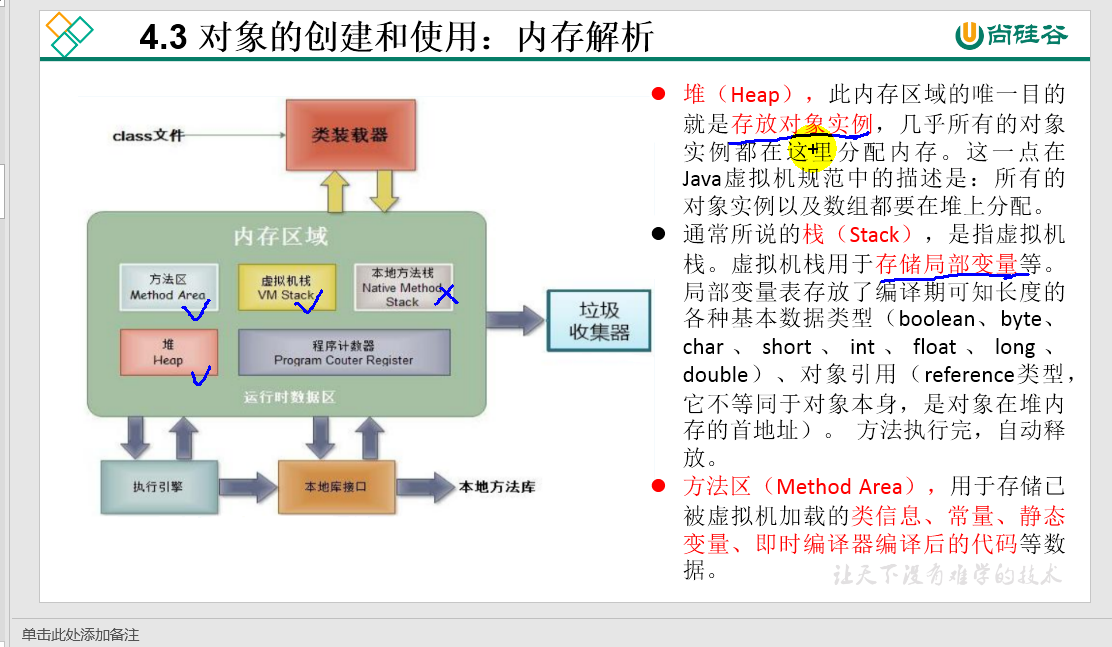 4.3 对象的创建和使用：内存解析
尚硅谷
class文件
类装载器
内存区域
方法区
Method Area
虚拟机栈
VM Stack
本地方法栈
Native Method
Stack
堆
Heap
程序计数器
Program Couter Register
运行时数据区
垃圾
收集器
执行引擎
本地库接口
本地方法库
堆（Heap），此内存区域的唯一目的
就是存放对象实例，几乎所有的对象
实例都在这里分配内存。这一点在
Java虚拟机规范中的描述是：所有的
对象实例以及数组都要在堆上分配。
通常所说的栈（Stack），是指虚拟机
栈。虚拟机栈用于存储局部变量等。
局部变量表存放了编译期可知长度的
各种基本数据类型（boolean、byte、
char 、 short 、 int 、 float 、 long 、
double）、对象引用（reference类型，
它不等同于对象本身，是对象在堆内
存的首地址）。 方法执行完，自动释
放。
方法区（Method Area），用于存储已
被虚拟机加载的类信息、常量、静态
变量、即时编译器编译后的代码等数
据。
让天下没有难学的技术
单击此处添加备注